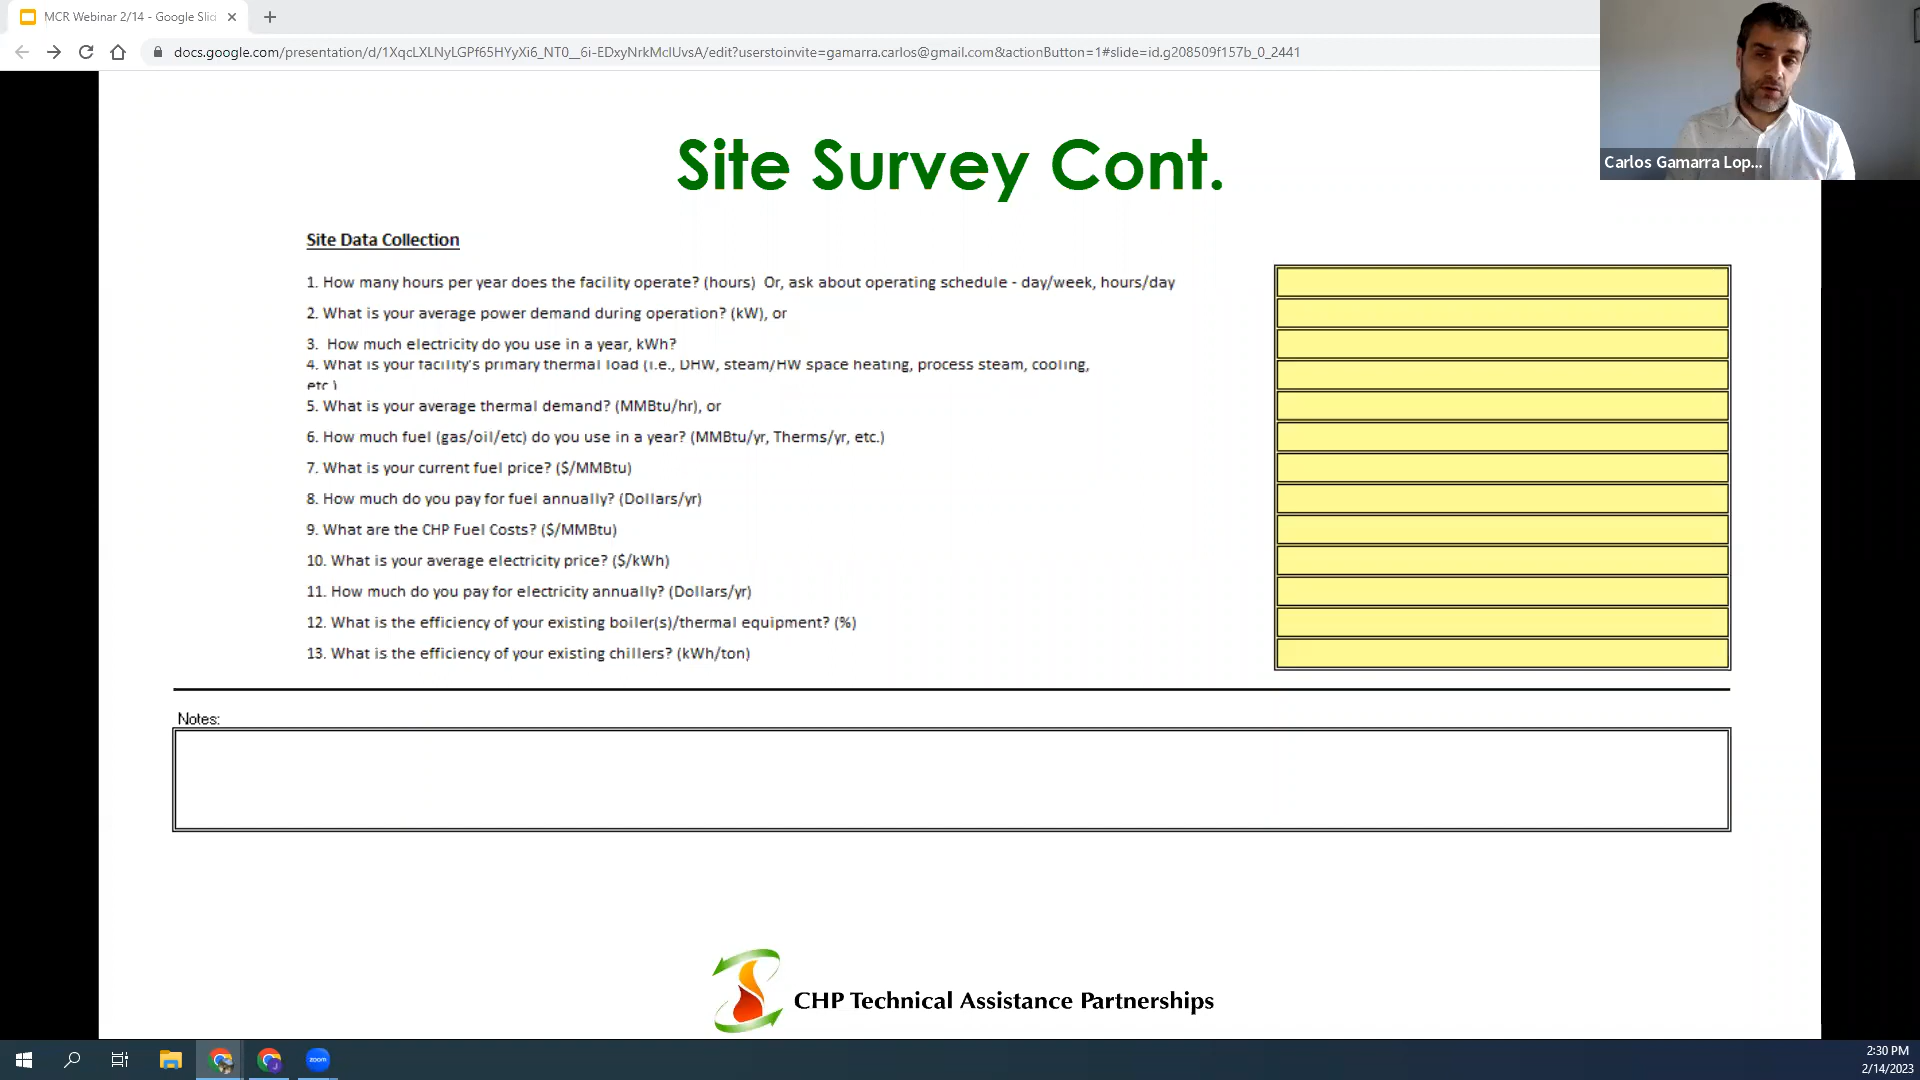 MCR Webinar 2/14 - Google Slid
docs.google.com/presentation/d/1XqcLXLNyLGPf65HYyXi6_NT0__6i-EDxyNrkMclUvsA/edit?userstoinvite=gamarra.carlos@gmail.com&actionButton=1#slide=id.g208509f157b_0_2441
Carlos Gamarra Lop...
Site Survey Cont.
Site Data Collection
1. How many hours per year does the facility operate? (hours) Or, ask about operating schedule - day/week, hours/day
2. What is your average power demand during operation? (kW), or
3. How much electricity do you use in a year, kWh?
4. What is your facility's primary thermal load (i.e., DHW, steam/HW space heating, process steam, cooling,
etc.)
5. What is your average thermal demand? (MMBtu/hr), or
6. How much fuel (gas/oil/etc) do you use in a year? (MMBtu/yr, Therms/yr, etc.)
7. What is your current fuel price? ($/MMBtu)
8. How much do you pay for fuel annually? (Dollars/yr)
9. What are the CHP Fuel Costs? ($/MMBtu)
10. What is your average electricity price? ($/kWh)
11. How much do you pay for electricity annually? (Dollars/yr)
12. What is the efficiency of your existing boiler(s)/thermal equipment? (%)
13. What is the efficiency of your existing chillers? (kWh/ton)
Notes:
CHP Technical Assistance Partnerships
zoom
2:30 PM
2/14/2023